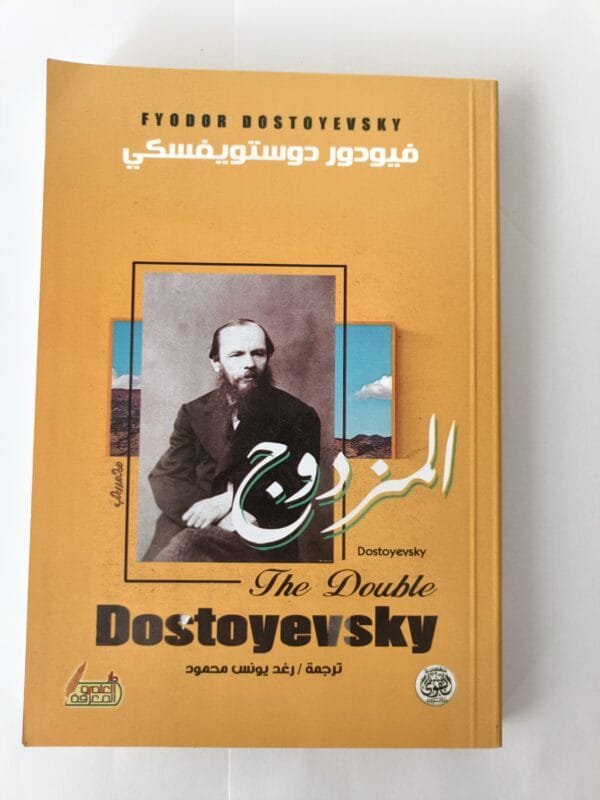 FYODOR DOSTOYEVSKY
فيودور دوستويفسكي
المزدوج
Dostoyevsky
The Double
Dostoyevsky
ترجمة / رغد يونس محمود